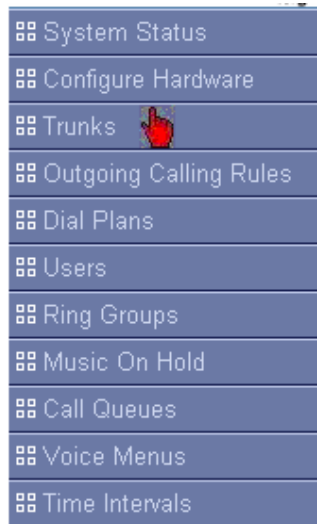 System Status
Configure Hardware
Trunks
Outgoing Calling Rules
Dial Plans
Users
Ring Groups
Music On Hold
Call Queues
Voice Menus
Time Intervals